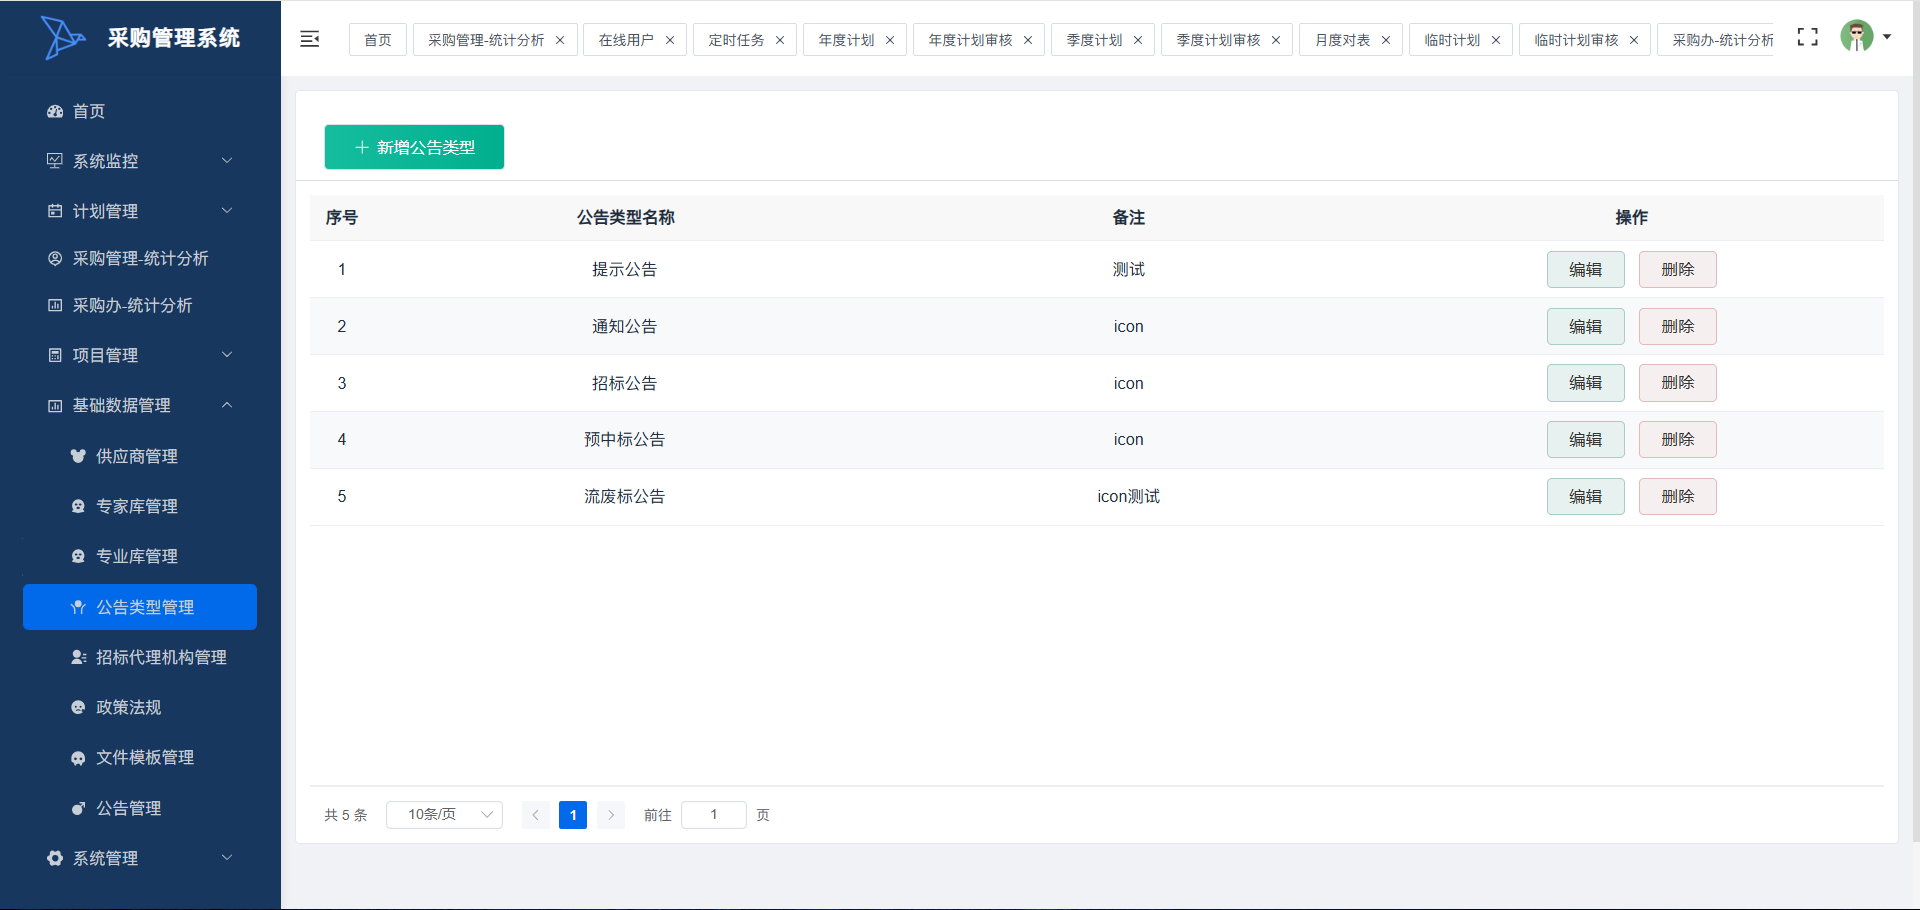 采购管理系统
首页
采购管理-统计分析
在线用户
定时任务
年度计划
年度计划审核
季度计划
季度计划审核
月度对表
临时计划
临时计划审核
采购办-统计分析
首页
系统监控
计划管理
采购管理-统计分析
采购办-统计分析
项目管理
基础数据管理
供应商管理
专家库管理
专业库管理
公告类型管理
招标代理机构管理
政策法规
文件模板管理
公告管理
系统管理
新增公告类型
序号 公告类型名称 备注 操作
1 提示公告 测试 编辑 删除
2 通知公告 icon 编辑 删除
3 招标公告 icon 编辑 删除
4 预中标公告 icon 编辑 删除
5 流废标公告 icon测试 编辑 删除
共 5 条 10条/页 1 前往 1 页